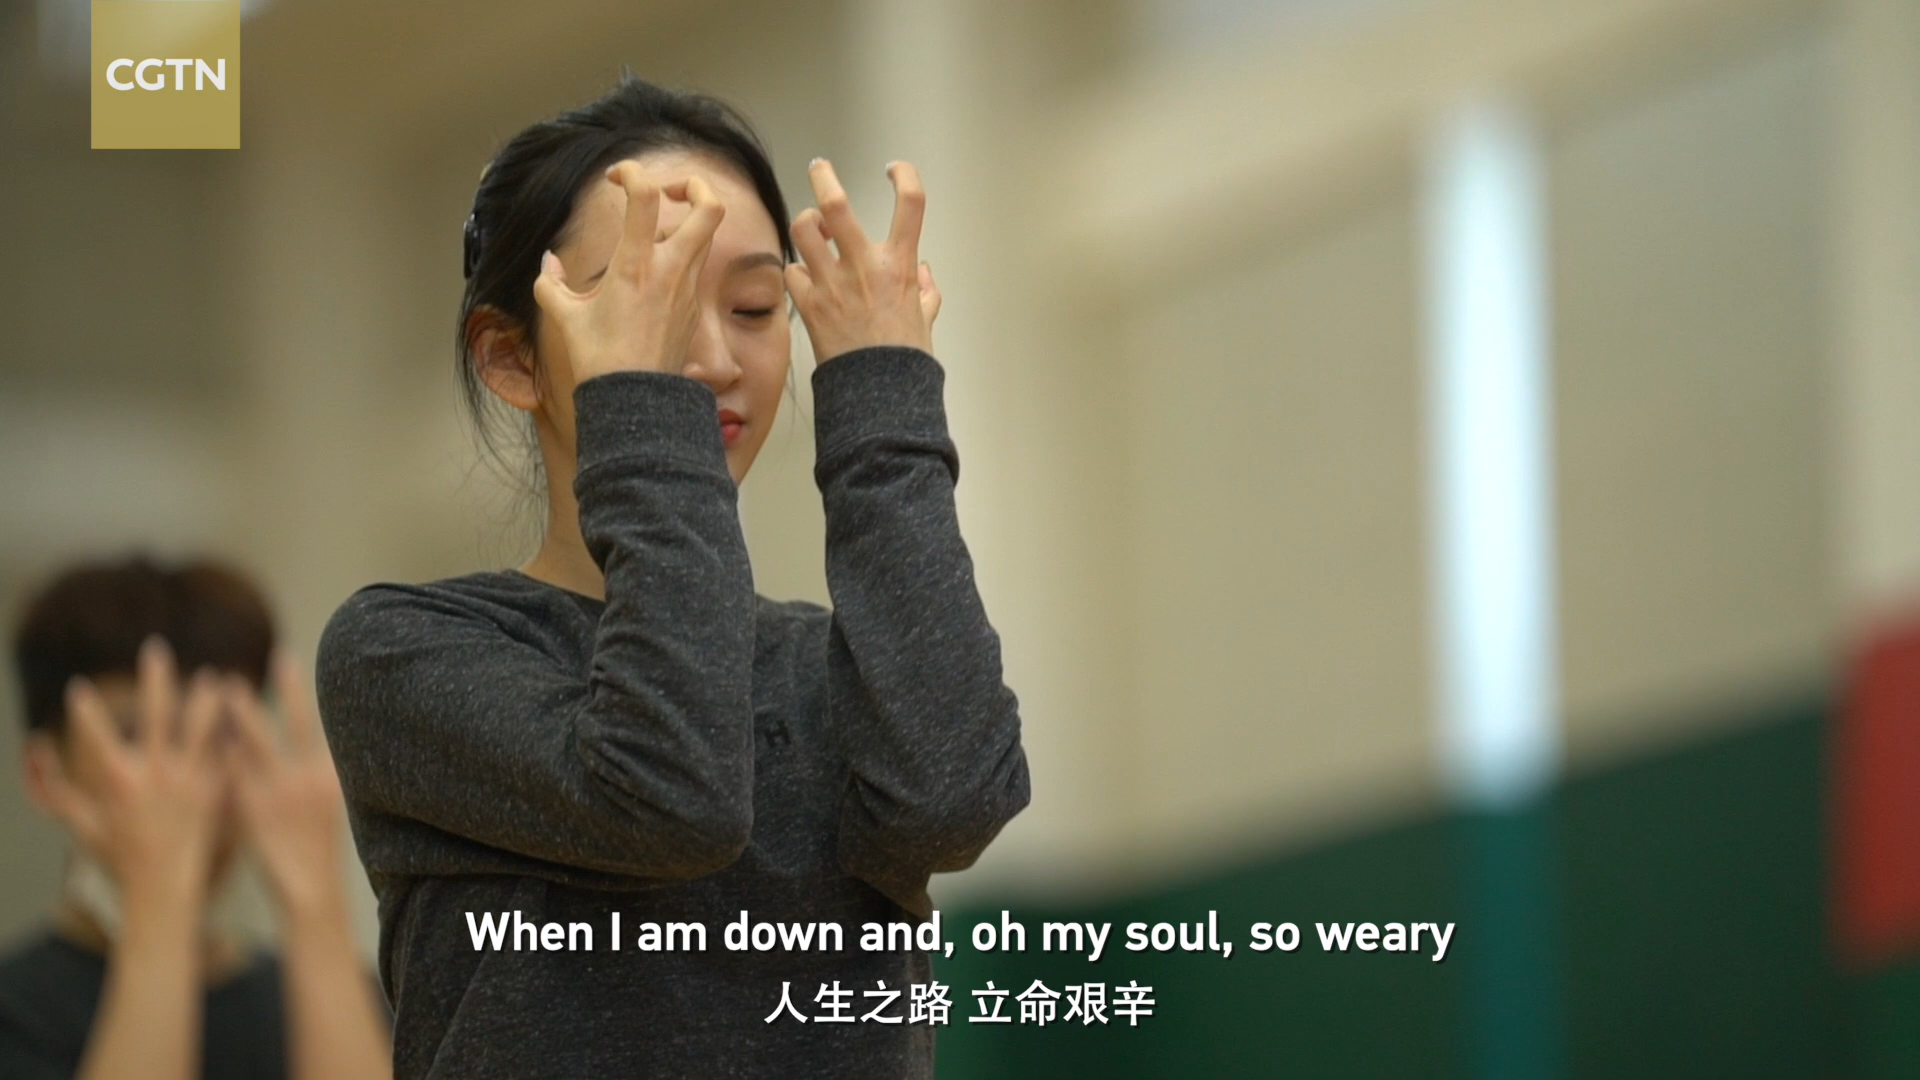 CGTN
H
When I am down and, oh my soul, so weary
人生之路 立命艰辛